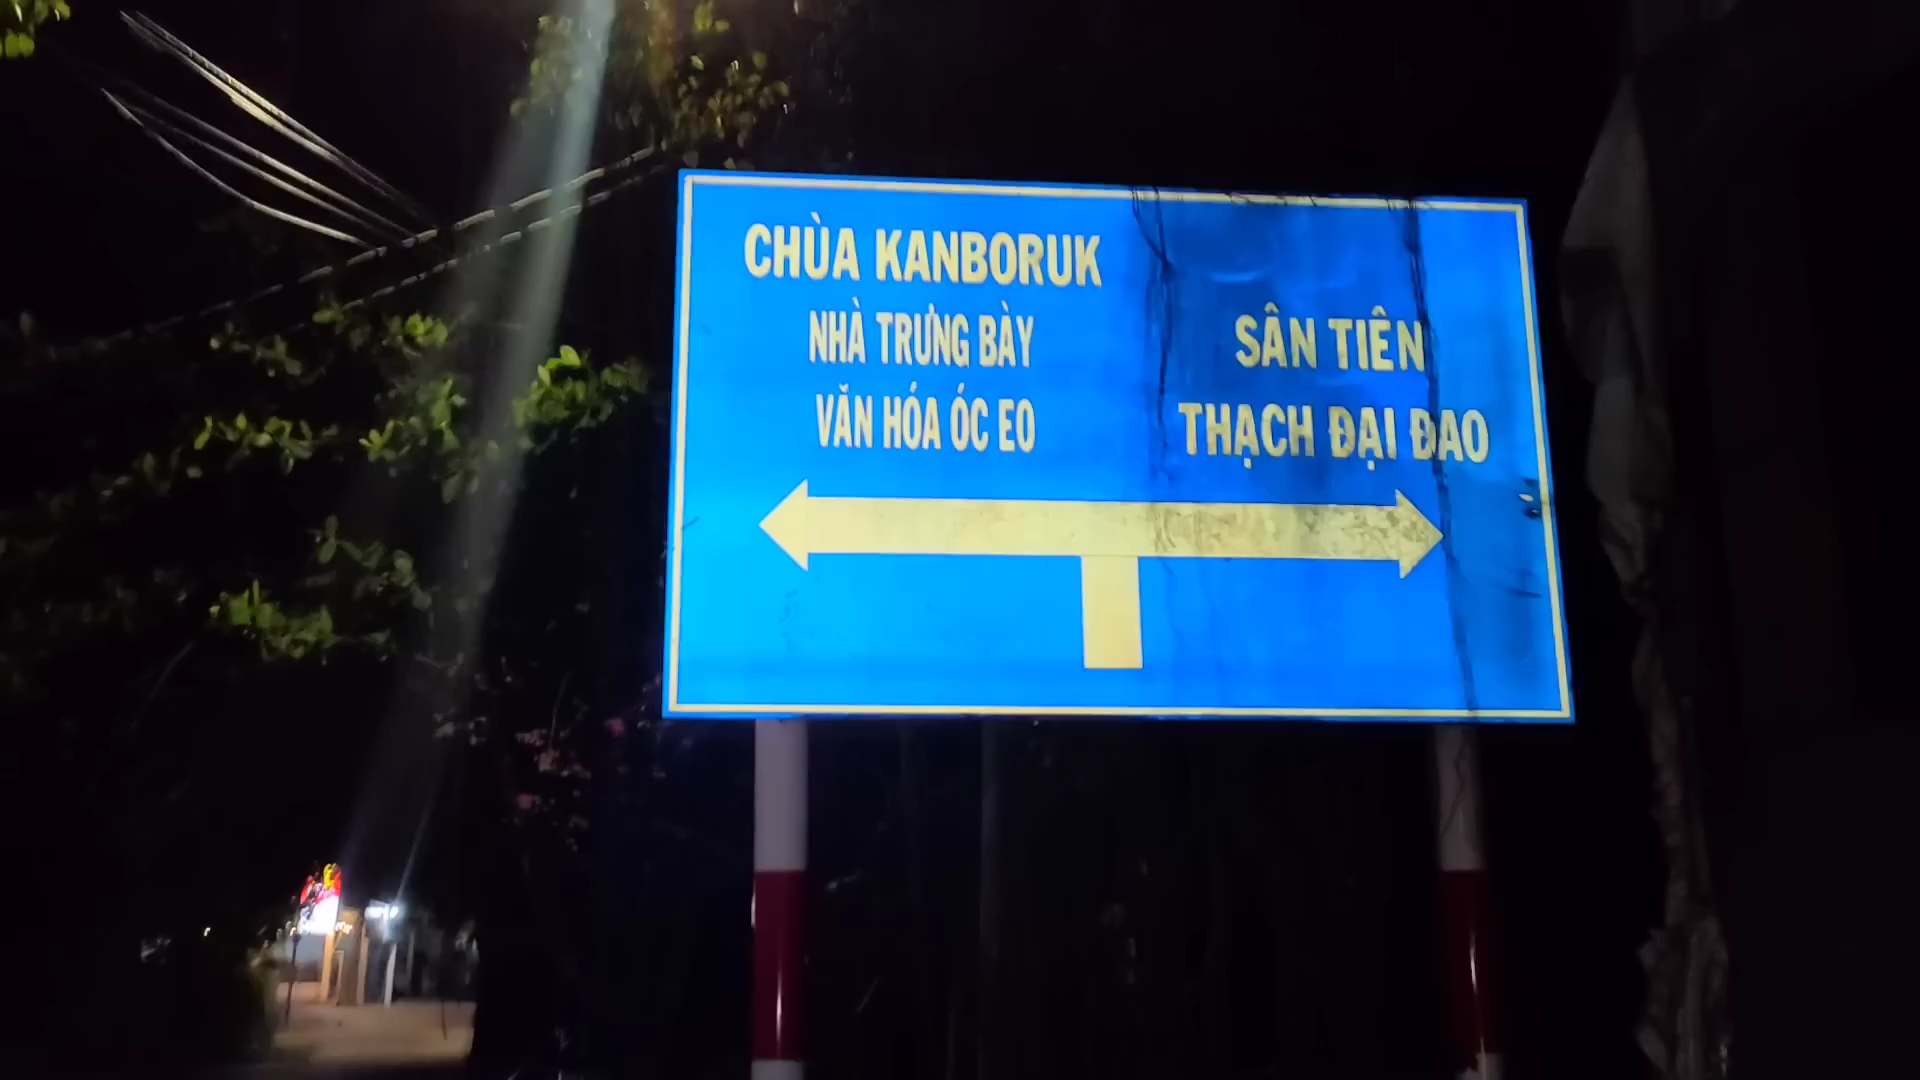 CHÙA KANBORUK
NHÀ TRƯNG BÀY
VĂN HÓA ÓC EO
SÂN TIÊN
THẠCH ĐẠI ĐAO